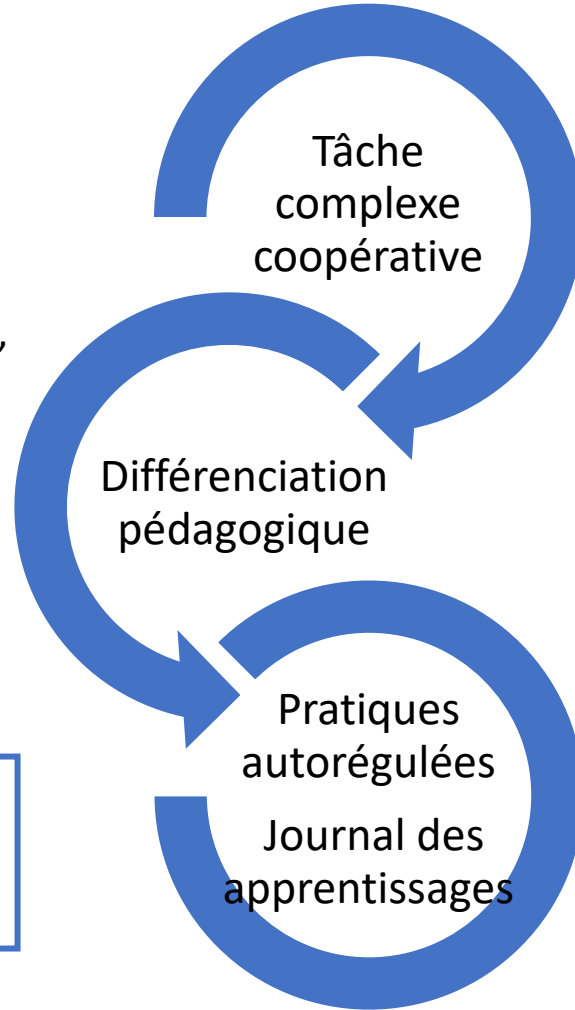 Tâche
complexe
coopérative
,
Différenciation
pédagogique
Pratiques
autorégulées
Journal des
apprentissages